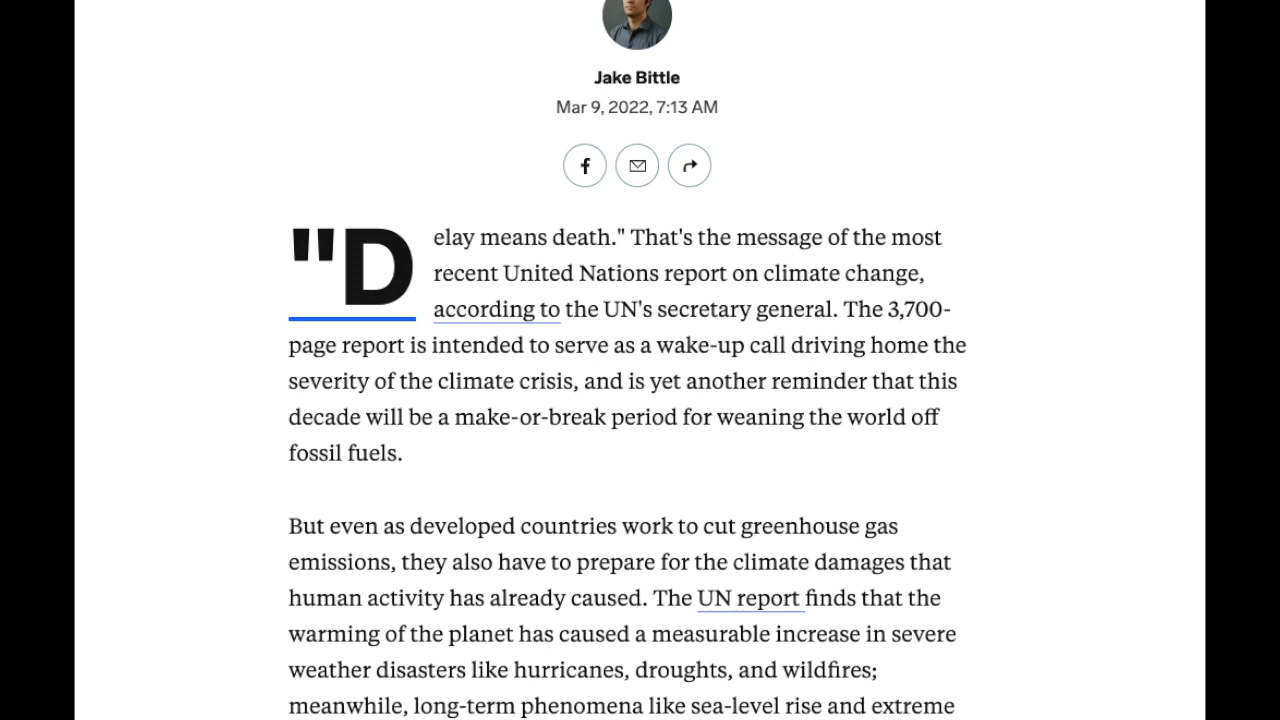 Jake Bittle
Mar 9, 2022, 7:13 AM
"Delay means death." That's the message of the most
recent United Nations report on climate change,
according to the UN's secretary general. The 3,700-
page report is intended to serve as a wake-up call driving home the
severity of the climate crisis, and is yet another reminder that this
decade will be a make-or-break period for weaning the world off
fossil fuels.
But even as developed countries work to cut greenhouse gas
emissions, they also have to prepare for the climate damages that
human activity has already caused. The UN report finds that the
warming of the planet has caused a measurable increase in severe
weather disasters like hurricanes, droughts, and wildfires;
meanwhile, long-term phenomena like sea-level rise and extreme